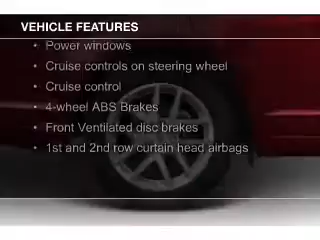 VEHICLE FEATURES
• Power windows
• Cruise controls on steering wheel
• Cruise control
• 4-wheel ABS Brakes
• Front Ventilated disc brakes
• 1st and 2nd row curtain head airbags